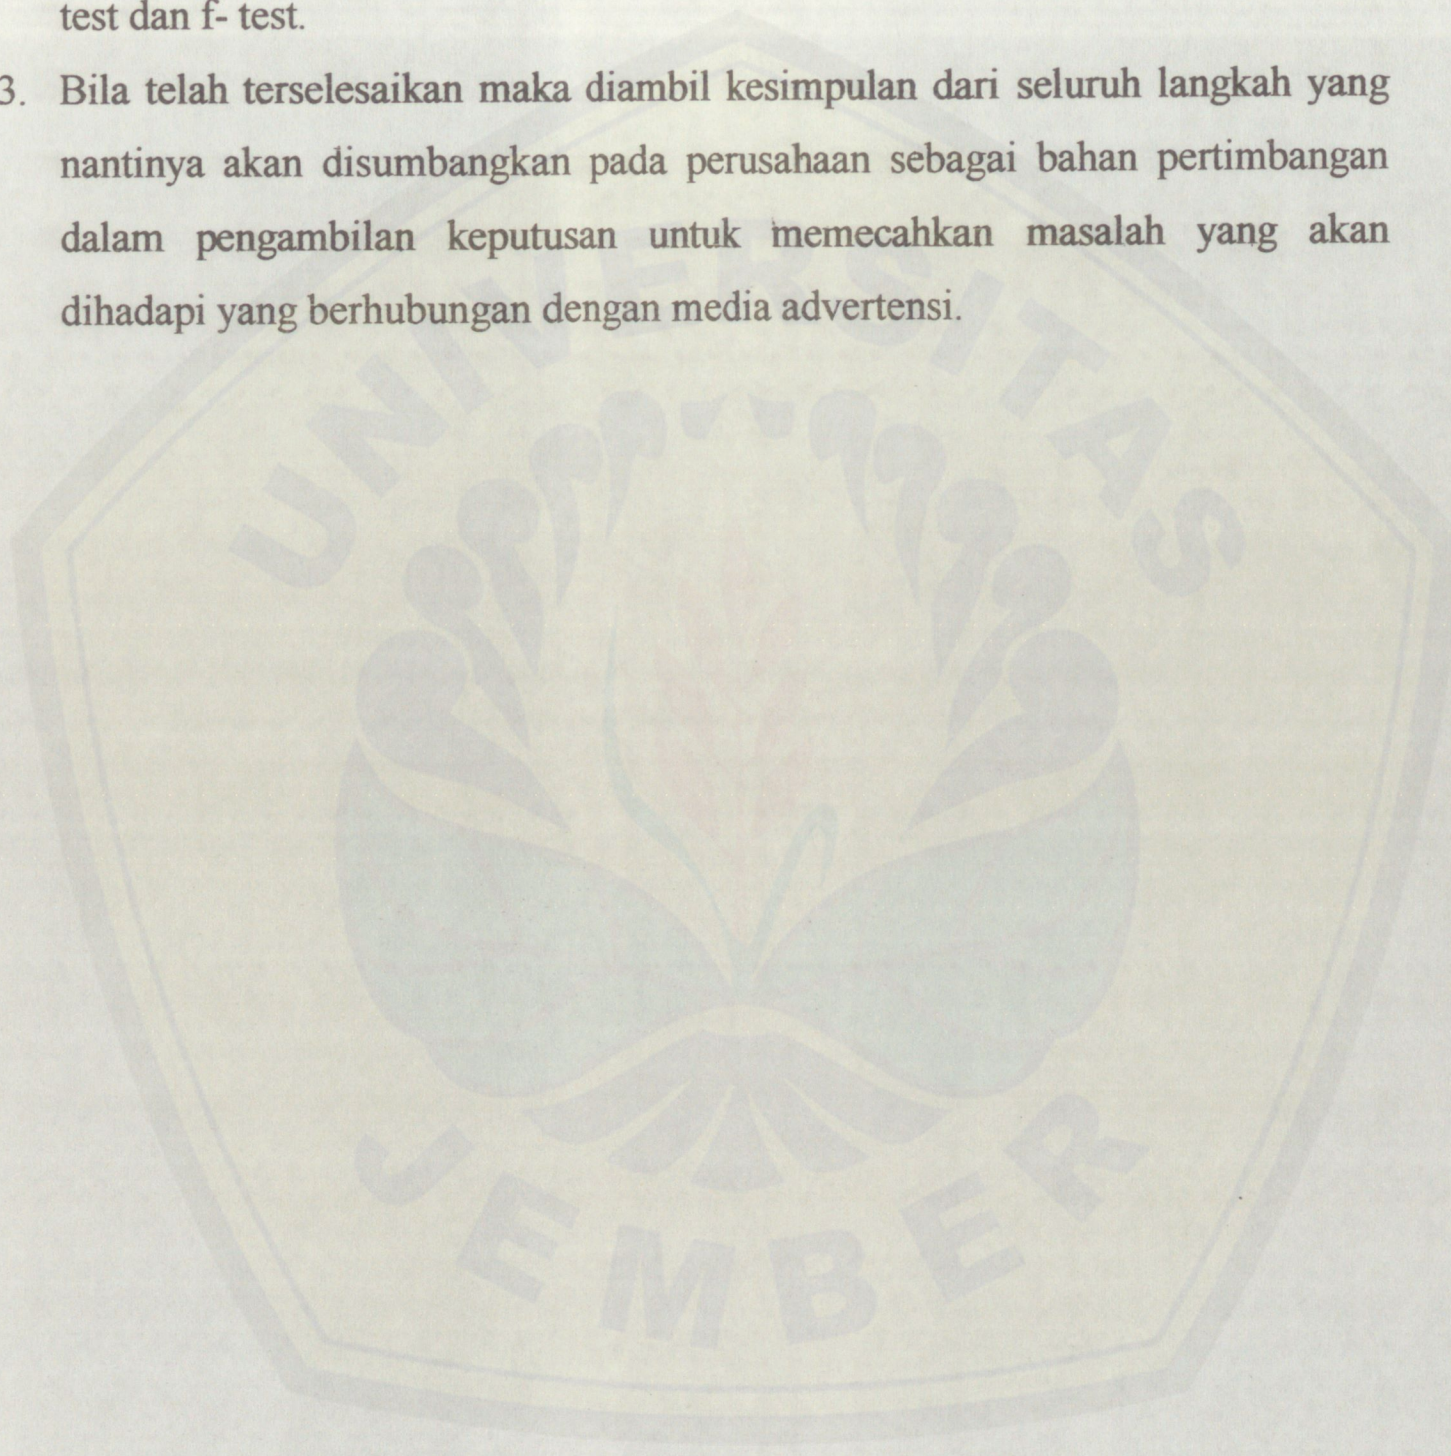 test dan f- test.
3. Bila telah terselesaikan maka diambil kesimpulan dari seluruh langkah yang
nantinya akan disumbangkan pada perusahaan sebagai bahan pertimbangan
dalam pengambilan keputusan untuk memecahkan masalah yang akan
dihadapi yang berhubungan dengan media advertensi.
UNIVERSITAS
JEMBER